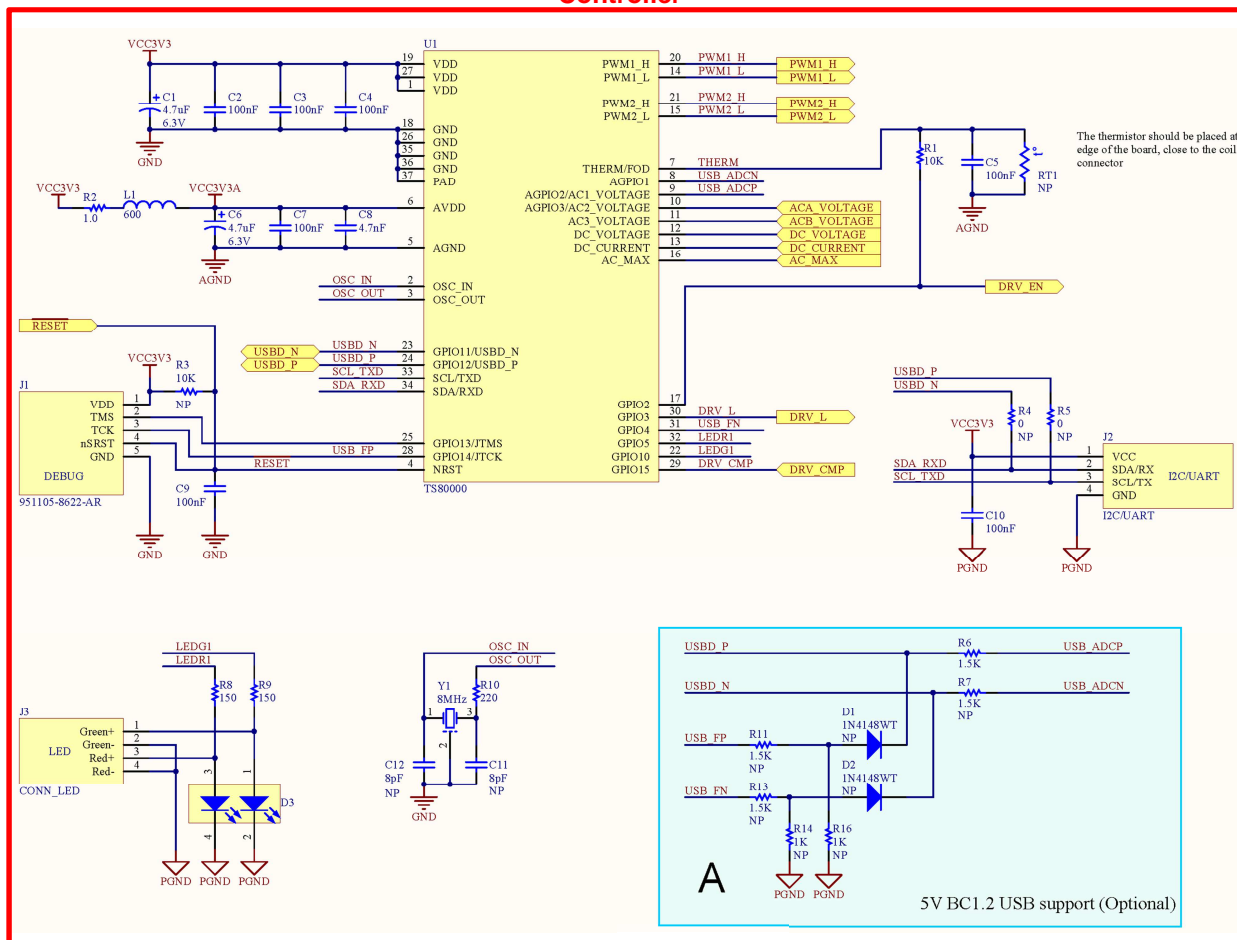 VCC3V3
C1
4.7uF
6.3V
C2
100nF
C3
100nF
C4
100nF
GND
VCC3V3
R2
1.0
L1
600
VCC3V3A
C6
4.7uF
6.3V
C7
100nF
C8
4.7nF
AGND
U1
19 VDD
27 VDD
1 VDD
18 GND
26 GND
35 GND
36 GND
37 PAD
6 AVDD
5 AGND
OSC_IN 2 OSC_IN
OSC_OUT 3 OSC_OUT
USBD_N USBD_N 23 GPIO11/USBD_N
USBD_P USBD_P 24 GPIO12/USBD_P
SCL_TXD 33 SCL/TXD
SDA_RXD 34 SDA/RXD
25 GPIO13/JTMS
USB_FP 28 GPIO14/JTCK
RESET 4 NRST
TS80000
PWM1_H 20 PWM1_H PWM1_H
PWM1_L 14 PWM1_L PWM1_L
PWM2_H 21 PWM2_H PWM2_H
PWM2_L 15 PWM2_L PWM2_L
THERM/FOD 7 THERM
AGPIO1 8 USB_ADCN
AGPIO2/AC1_VOLTAGE 9 USB_ADCP
AGPIO3/AC2_VOLTAGE 10 ACA_VOLTAGE
AC3_VOLTAGE 11 ACB_VOLTAGE
DC_VOLTAGE 12 DC_VOLTAGE
DC_CURRENT 13 DC_CURRENT
AC_MAX 16 AC_MAX
GPIO2 17
GPIO3 30 DRV_L DRV_L
GPIO4 31 USB_FN
GPIO5 32 LEDR1
GPIO10 22 LEDG1
GPIO15 29 DRV_CMP DRV_CMP
R1
10K
C5
100nF
t°
RT1
NP
AGND
The thermistor should be placed at
edge of the board, close to the coil
connector
DRV_EN
RESET
VCC3V3
R3
10K
NP
J1
VDD 1
TMS 2
TCK 3
nSRST 4
GND 5
DEBUG
951105-8622-AR
C9
100nF
GND
GND
USBD_P
USBD_N
R4
0
NP
R5
0
NP
VCC3V3
SDA_RXD
SCL_TXD
J2
1 VCC
2 SDA/RX
3 SCL/TX
4 GND
I2C/UART
I2C/UART
C10
100nF
PGND
PGND
LEDG1
LEDR1
R8
150
R9
150
J3
Green+ 1
Green- 2
Red+ 3
Red- 4
LED
CONN_LED
3
1
D3
4
2
PGND
PGND
PGND
OSC_IN
OSC_OUT
Y1
8MHz
R10
220
1
3
2
C12
8pF
NP
C11
8pF
NP
GND
USBD_P
R6
1.5K
NP
USB_ADCP
USBD_N
R7
1.5K
NP
USB_ADCN
D1
1N4148WT
NP
USB_FP
R11
1.5K
NP
D2
1N4148WT
NP
USB_FN
R13
1.5K
NP
R14
1K
NP
R16
1K
NP
PGND
PGND
A
5V BC1.2 USB support (Optional)